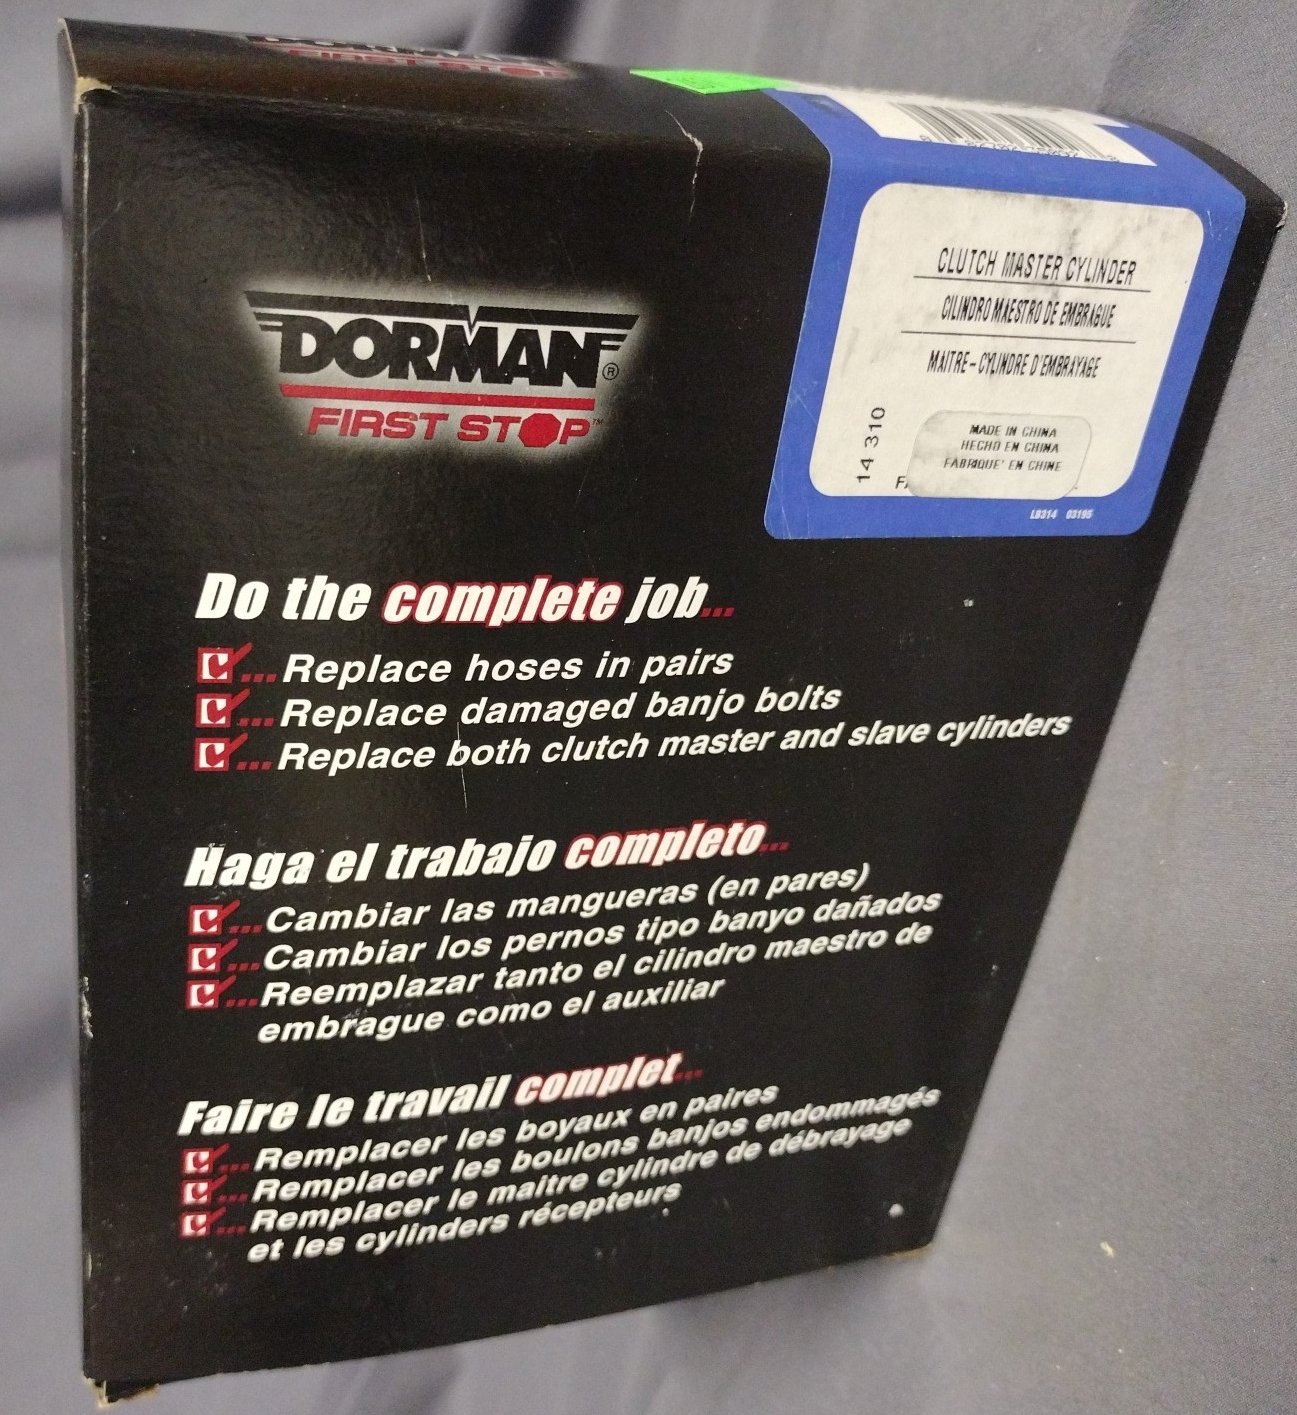 FIRST STOP
DORMAN®
FIRST STOP™
CLUTCH MASTER CYLINDER
CILINDRO MAESTRO DE EMBRAGUE
MAITRE-CYLINDRE D'EMBRAYAGE
14 310
MADE IN CHINA
HECHO EN CHINA
FABRIQUE' EN CHINE
LB314 03195
Do the complete job...
...Replace hoses in pairs
...Replace damaged banjo bolts
...Replace both clutch master and slave cylinders
Haga el trabajo completo...
...Cambiar las mangueras (en pares)
...Cambiar los pernos tipo banyo dañados
...Reemplazar tanto el cilindro maestro de
embrague como el auxiliar
Faire le travail complet...
...Remplacer les boyaux en paires
...Remplacer les boulons banjos endommagés
...Remplacer le maitre cylindre de débrayage
et les cylinders récepteurs